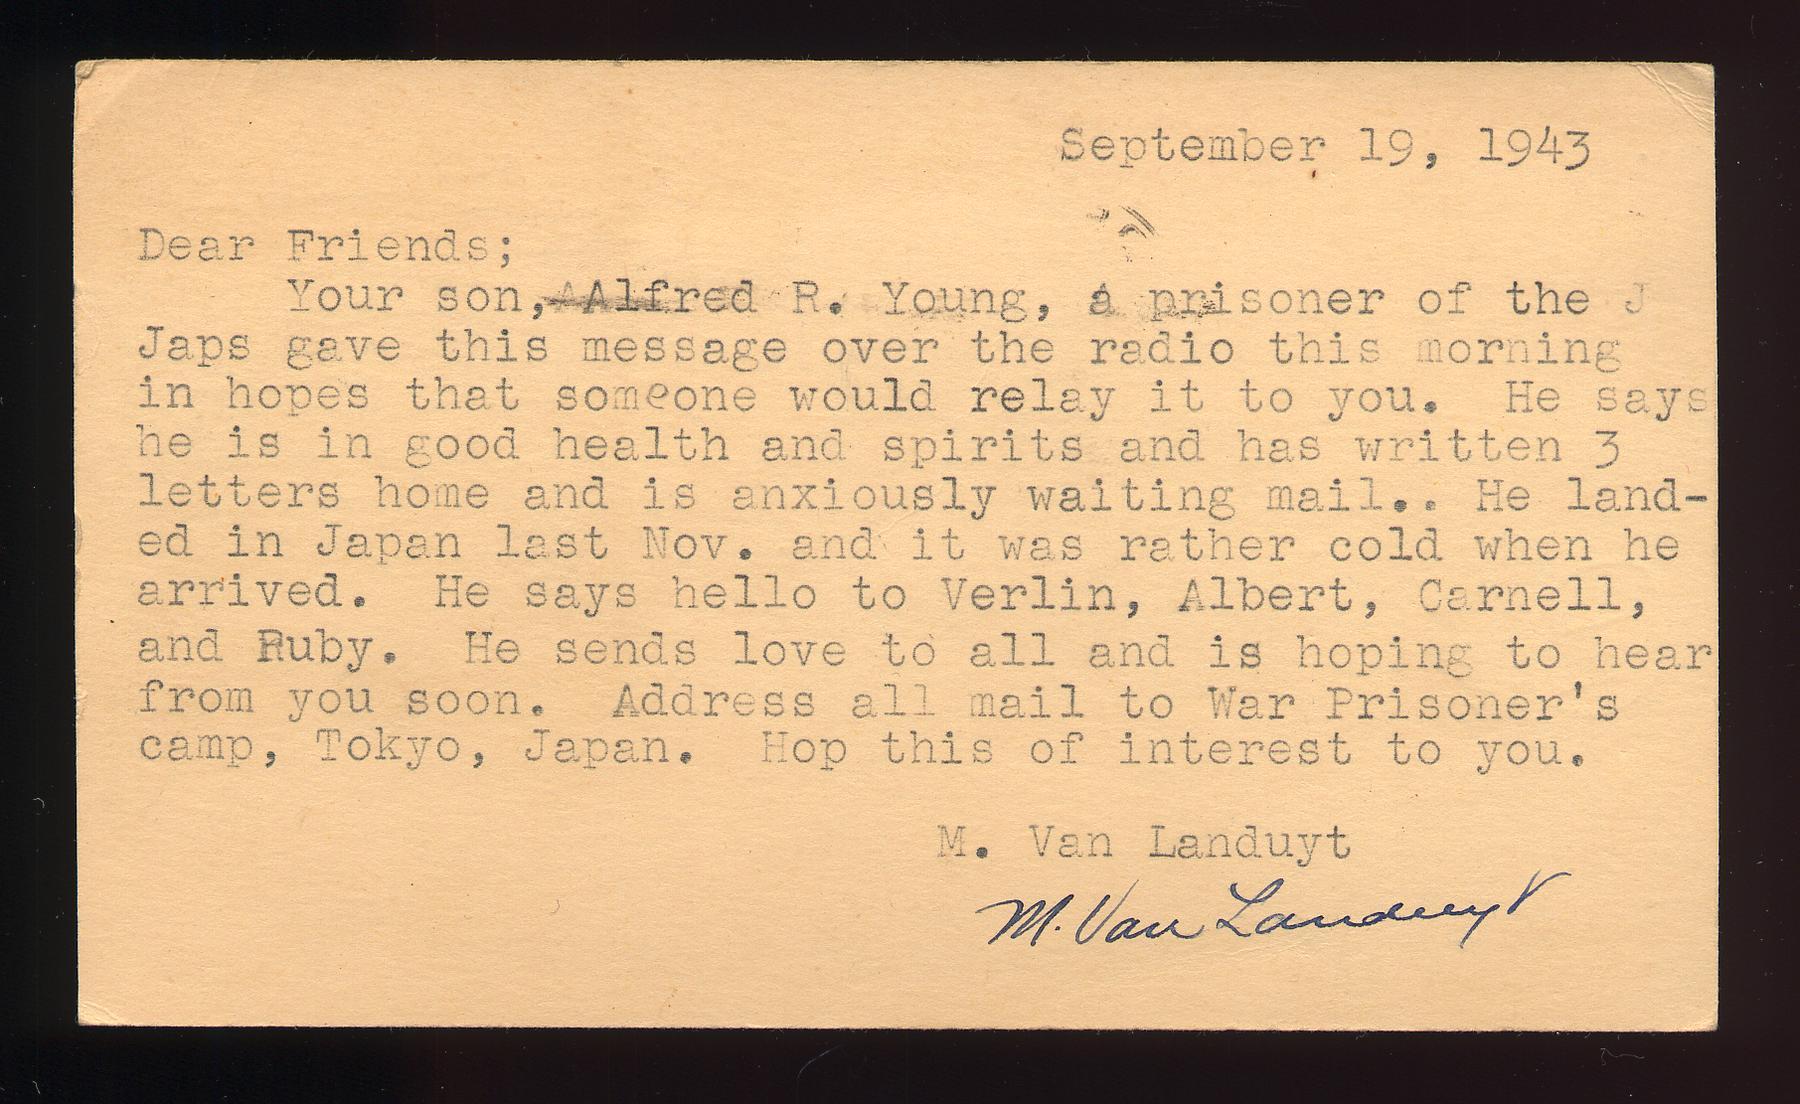 September 19, 1943
Dear Friends;
Your son, AAlfred R. Young, a prisoner of the J
Japs gave this message over the radio this morning
in hopes that someone would relay it to you. He says
he is in good health and spirits and has written 3
letters home and is anxiously waiting mail.. He land-
ed in Japan last Nov. and it was rather cold when he
arrived. He says hello to Verlin, Albert, Carnell,
and Ruby. He sends love to all and is hoping to hear
from you soon. Address all mail to War Prisoner's
camp, Tokyo, Japan. Hop this of interest to you.
M. Van Landuyt
M. Van Landuyt